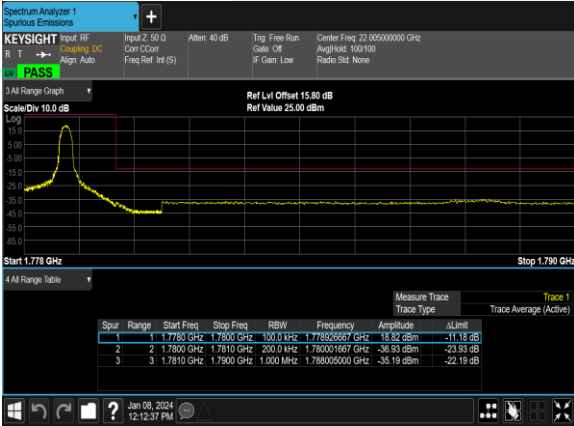 Spectrum Analyzer 1
Spurious Emissions
+
KEYSIGHT Input: RF Input Z: 50 Ω Atten: 40 dB Trig: Free Run Center Freq: 22.005000000 GHz
R T Coupling: DC Corr CCorr Gate: Off Avg|Hold: 100/100
Align: Auto Freq Ref: Int (S) IF Gain: Low Radio Std: None
LM PASS
3 All Range Graph
Ref Lvl Offset 15.80 dB
Scale/Div 10.0 dB Ref Value 25.00 dBm
Log
15.0
5.00
-5.00
-15.0
-25.0
-35.0
-45.0
-55.0
-65.0
Start 1.778 GHz Stop 1.790 GHz
4 All Range Table
Measure Trace Trace 1
Trace Type Trace Average (Active)
Spur Range Start Freq Stop Freq RBW Frequency Amplitude ΔLimit
1 1 1.7780 GHz 1.7800 GHz 100.0 kHz 1.778926667 GHz 18.82 dBm -11.18 dB
2 2 1.7800 GHz 1.7810 GHz 200.0 kHz 1.780001667 GHz -36.93 dBm -23.93 dB
3 3 1.7810 GHz 1.7900 GHz 1.000 MHz 1.788005000 GHz -35.19 dBm -22.19 dB
? Jan 08, 2024
12:12:37 PM